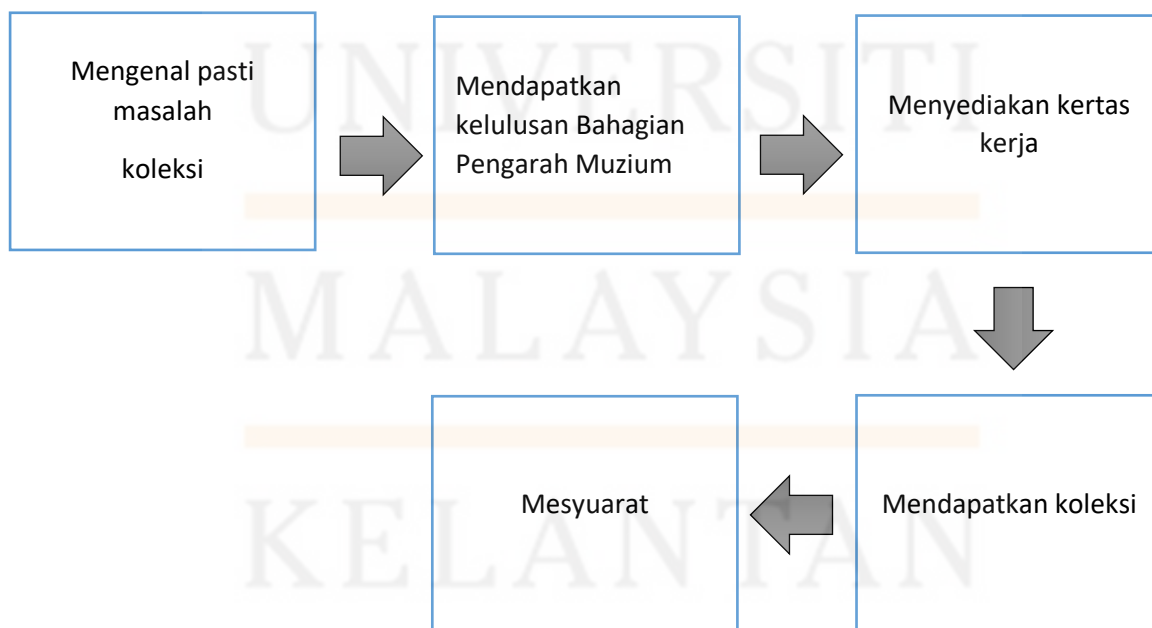 Mengenal pasti
masalah
koleksi
Mendapatkan
kelulusan Bahagian
Pengarah Muzium
Menyediakan kertas
kerja
Mendapatkan koleksi
Mesyuarat
UNIVERSITI
MALAYSIA
KELANTAN